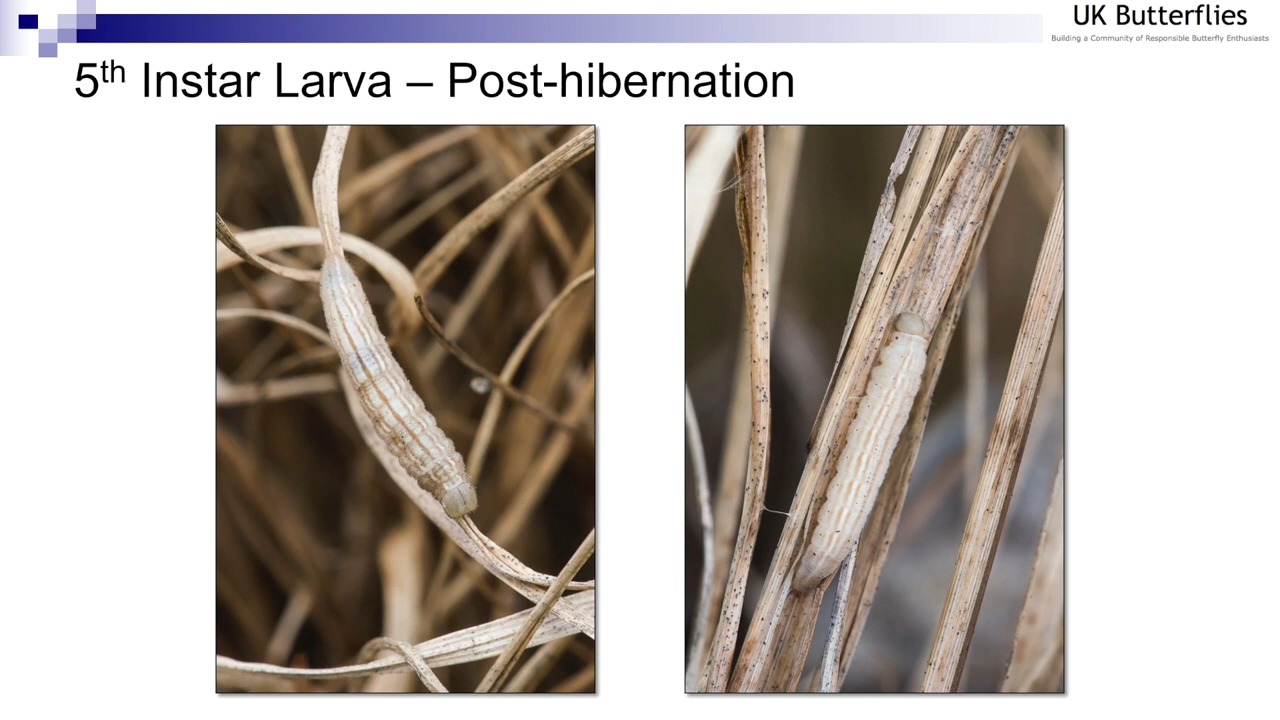 UK Butterflies
Building a Community of Responsible Butterfly Enthusiasts
5th Instar Larva – Post-hibernation